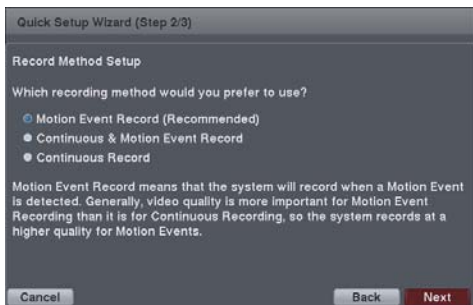 Quick Setup Wizard (Step 2/3)
Record Method Setup
Which recording method would you prefer to use?
Motion Event Record (Recommended)
Continuous & Motion Event Record
Continuous Record
Motion Event Record means that the system will record when a Motion Event
is detected. Generally, video quality is more important for Motion Event
Recording than it is for Continuous Recording, so the system records at a
higher quality for Motion Events.
Cancel
Back
Next